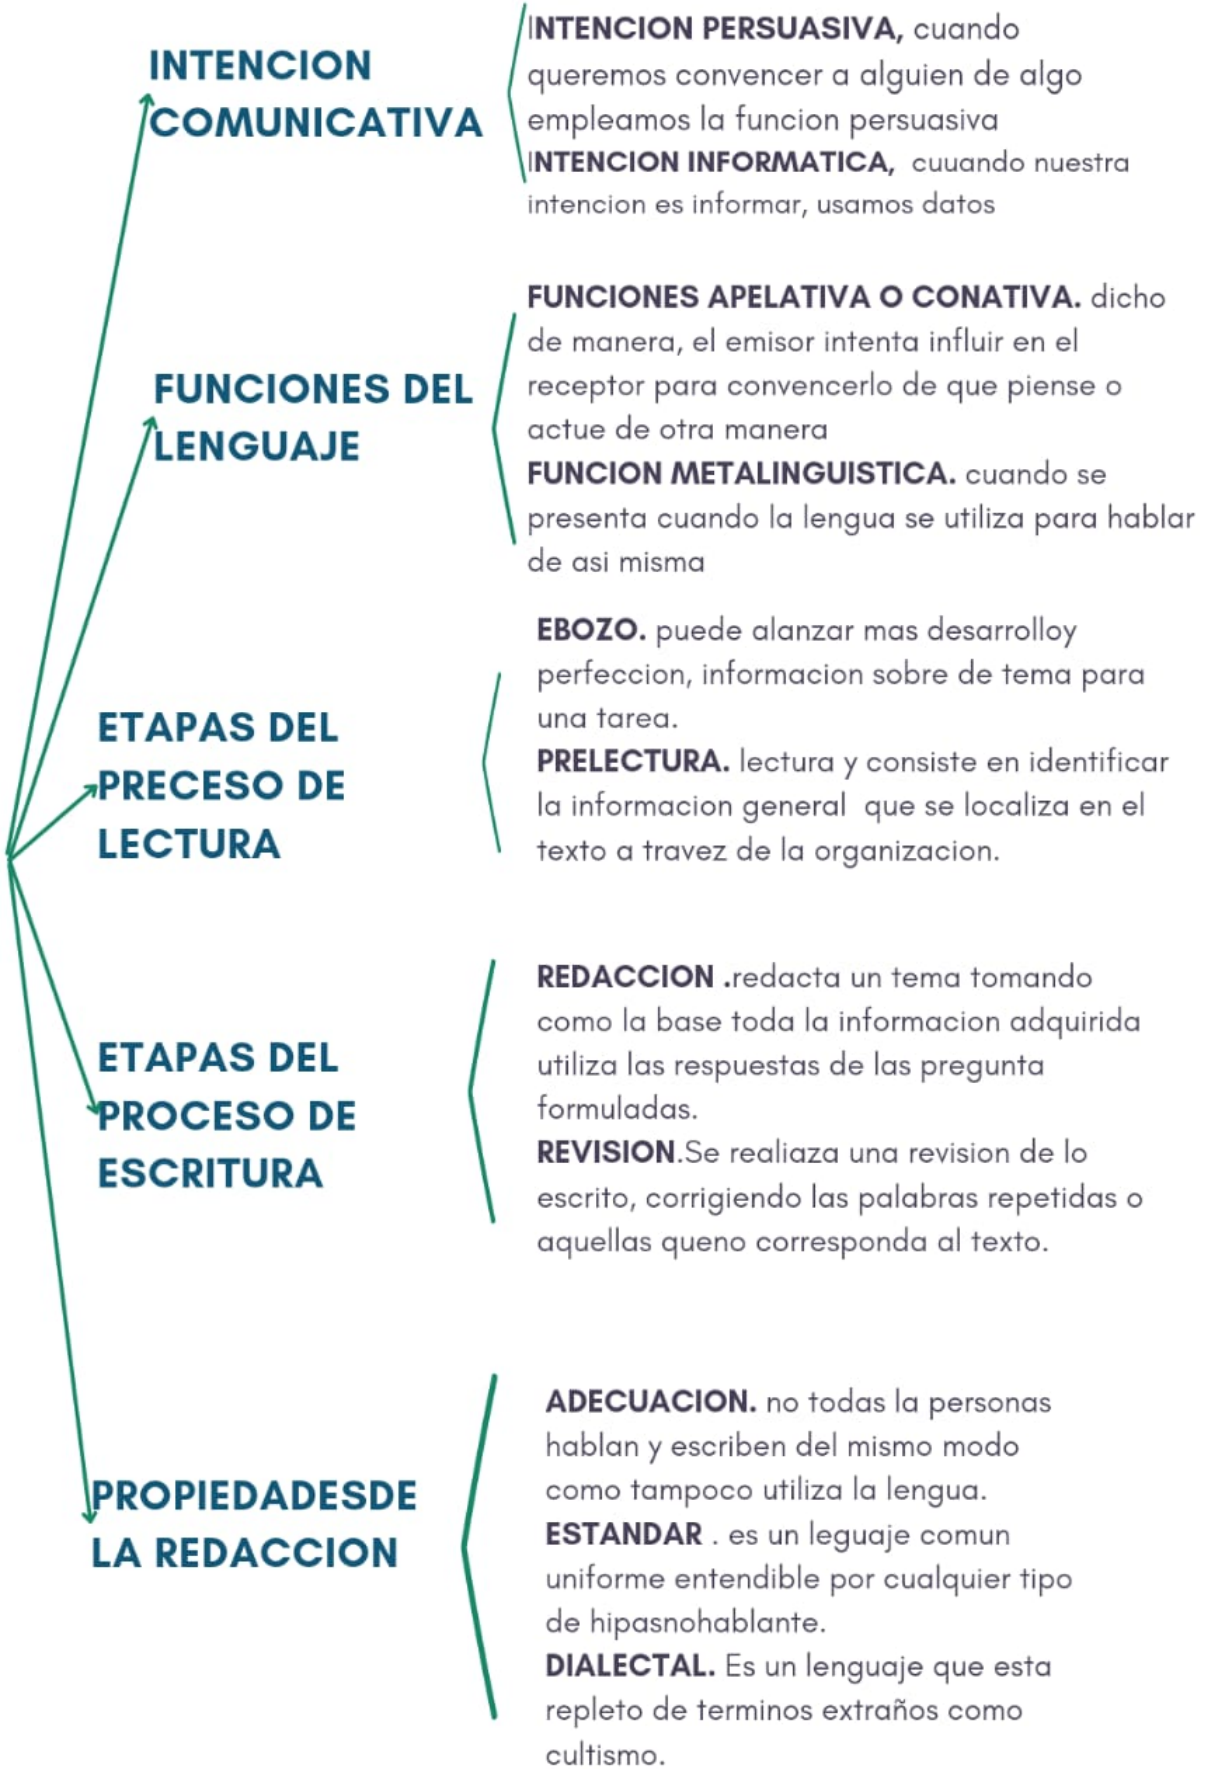 INTENCION
COMUNICATIVA
INTENCION PERSUASIVA, cuando
queremos convencer a alguien de algo
empleamos la funcion persuasiva
INTENCION INFORMATICA, cuuando nuestra
intencion es informar, usamos datos
FUNCIONES DEL
LENGUAJE
FUNCIONES APELATIVA O CONATIVA. dicho
de manera, el emisor intenta influir en el
receptor para convencerlo de que piense o
actue de otra manera
FUNCION METALINGUISTICA. cuando se
presenta cuando la lengua se utiliza para hablar
de asi misma
ETAPAS DEL
PRECESO DE
LECTURA
EBOZO. puede alanzar mas desarrolloy
perfeccion, informacion sobre de tema para
una tarea.
PRELECTURA. lectura y consiste en identificar
la informacion general que se localiza en el
texto a travez de la organizacion.
ETAPAS DEL
PROCESO DE
ESCRITURA
REDACCION .redacta un tema tomando
como la base toda la informacion adquirida
utiliza las respuestas de las pregunta
formuladas.
REVISION.Se realiaza una revision de lo
escrito, corrigiendo las palabras repetidas o
aquellas queno corresponda al texto.
PROPIEDADESDE
LA REDACCION
ADECUACION. no todas la personas
hablan y escriben del mismo modo
como tampoco utiliza la lengua.
ESTANDAR . es un leguaje comun
uniforme entendible por cualquier tipo
de hipasnohablante.
DIALECTAL. Es un lenguaje que esta
repleto de terminos extraños como
cultismo.